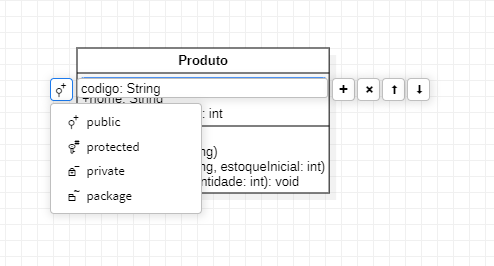 Produto
codigo: String
+nome: String
: int
public
protected
ng)
private
ng, estoqueInicial: int)
ntidade: int): void
package